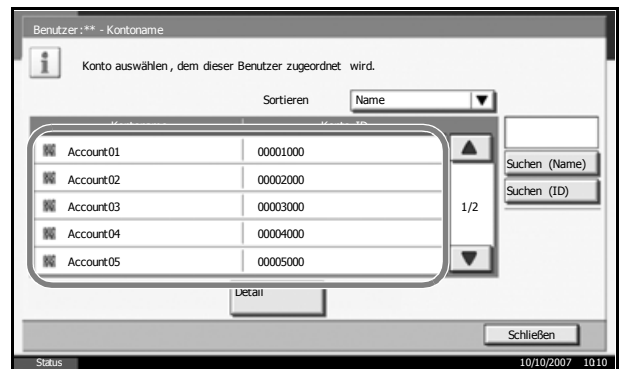 Benutzer:** - Kontoname
Konto auswählen, dem dieser Benutzer zugeordnet wird.
Sortieren Name
Account01 00001000
Account02 00002000
Account03 00003000
Account04 00004000
Account05 00005000
1/2
Suchen (Name)
Suchen (ID)
Detail
Schließen
Status 10/10/2007 10:10